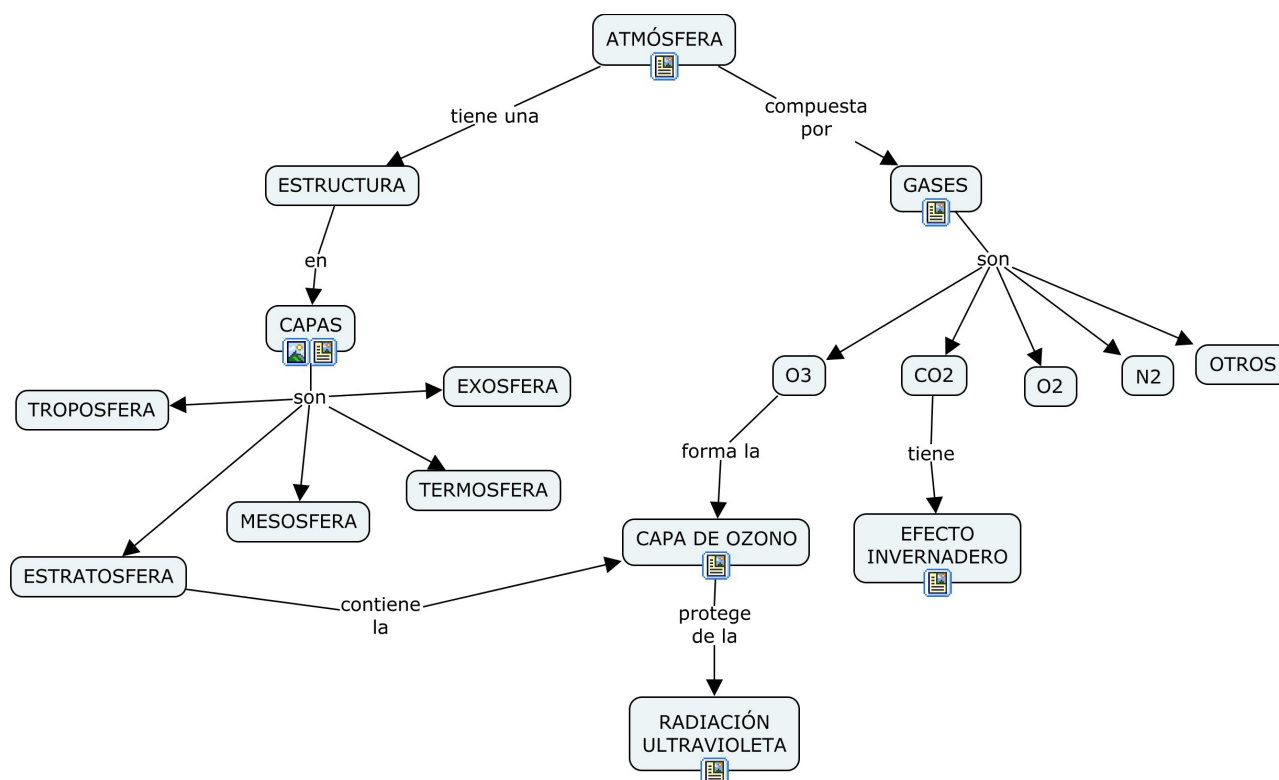 ATMÓSFERA
tiene una
compuesta
por
ESTRUCTURA
GASES
en
son
CAPAS
O3
CO2
O2
N2
OTROS
son
EXOSFERA
TROPOSFERA
forma la
tiene
TERMOSFERA
MESOSFERA
CAPA DE OZONO
EFECTO
INVERNADERO
ESTRATOSFERA
contiene
la
protege
de la
RADIACIÓN
ULTRAVIOLETA